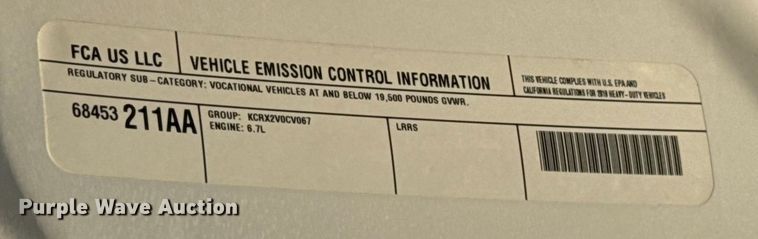 FCA US LLC
VEHICLE EMISSION CONTROL INFORMATION
THIS VEHICLE COMPLIES WITH U.S. EPA AND
CALIFORNIA REGULATIONS FOR 2019 HEAVY-DUTY VEHICLES
REGULATORY SUB-CATEGORY: VOCATIONAL VEHICLES AT AND BELOW 19,500 POUNDS GVWR.
68453 211AA
GROUP: KCRX2V0CV067
ENGINE: 6.7L
LRRS
Purple Wave Auction